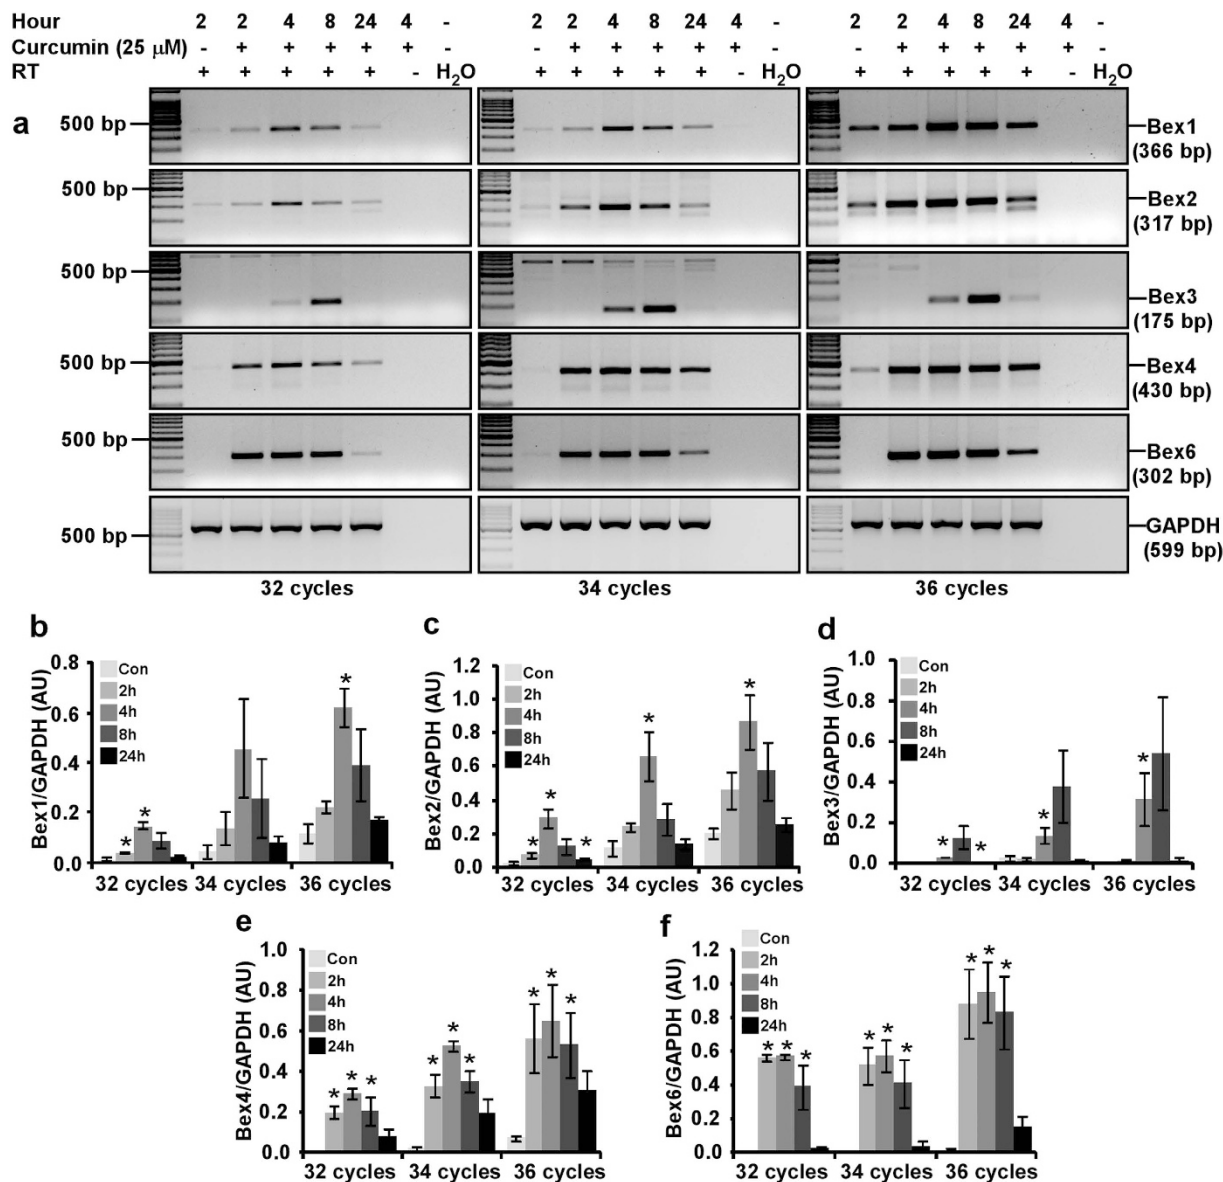 Hour 2 2 4 8 24 4 - 2 2 4 8 24 4 - 2 2 4 8 24 4 -
Curcumin (25 μM) - + + + + + - - + + + + + - - + + + + + -
RT + + + + + - H2O + + + + + - H2O + + + + + - H2O
a
500 bp
Bex1
(366 bp)
500 bp
Bex2
(317 bp)
500 bp
Bex3
(175 bp)
500 bp
Bex4
(430 bp)
500 bp
Bex6
(302 bp)
500 bp
GAPDH
(599 bp)
32 cycles 34 cycles 36 cycles
b
Bex1/GAPDH (AU)
0.8
0.6
0.4
0.2
0.0
Con
2h
4h
8h
24h
* * *
32 cycles 34 cycles 36 cycles
c
Bex2/GAPDH (AU)
1.2
1.0
0.8
0.6
0.4
0.2
0.0
Con
2h
4h
8h
24h
* * * * *
32 cycles 34 cycles 36 cycles
d
Bex3/GAPDH (AU)
1.0
0.8
0.6
0.4
0.2
0.0
Con
2h
4h
8h
24h
* * * *
32 cycles 34 cycles 36 cycles
e
Bex4/GAPDH (AU)
1.0
0.8
0.6
0.4
0.2
0.0
Con
2h
4h
8h
24h
* * * * * * * * *
32 cycles 34 cycles 36 cycles
f
Bex6/GAPDH (AU)
1.2
1.0
0.8
0.6
0.4
0.2
0.0
Con
2h
4h
8h
24h
* * * * * * * * *
32 cycles 34 cycles 36 cycles